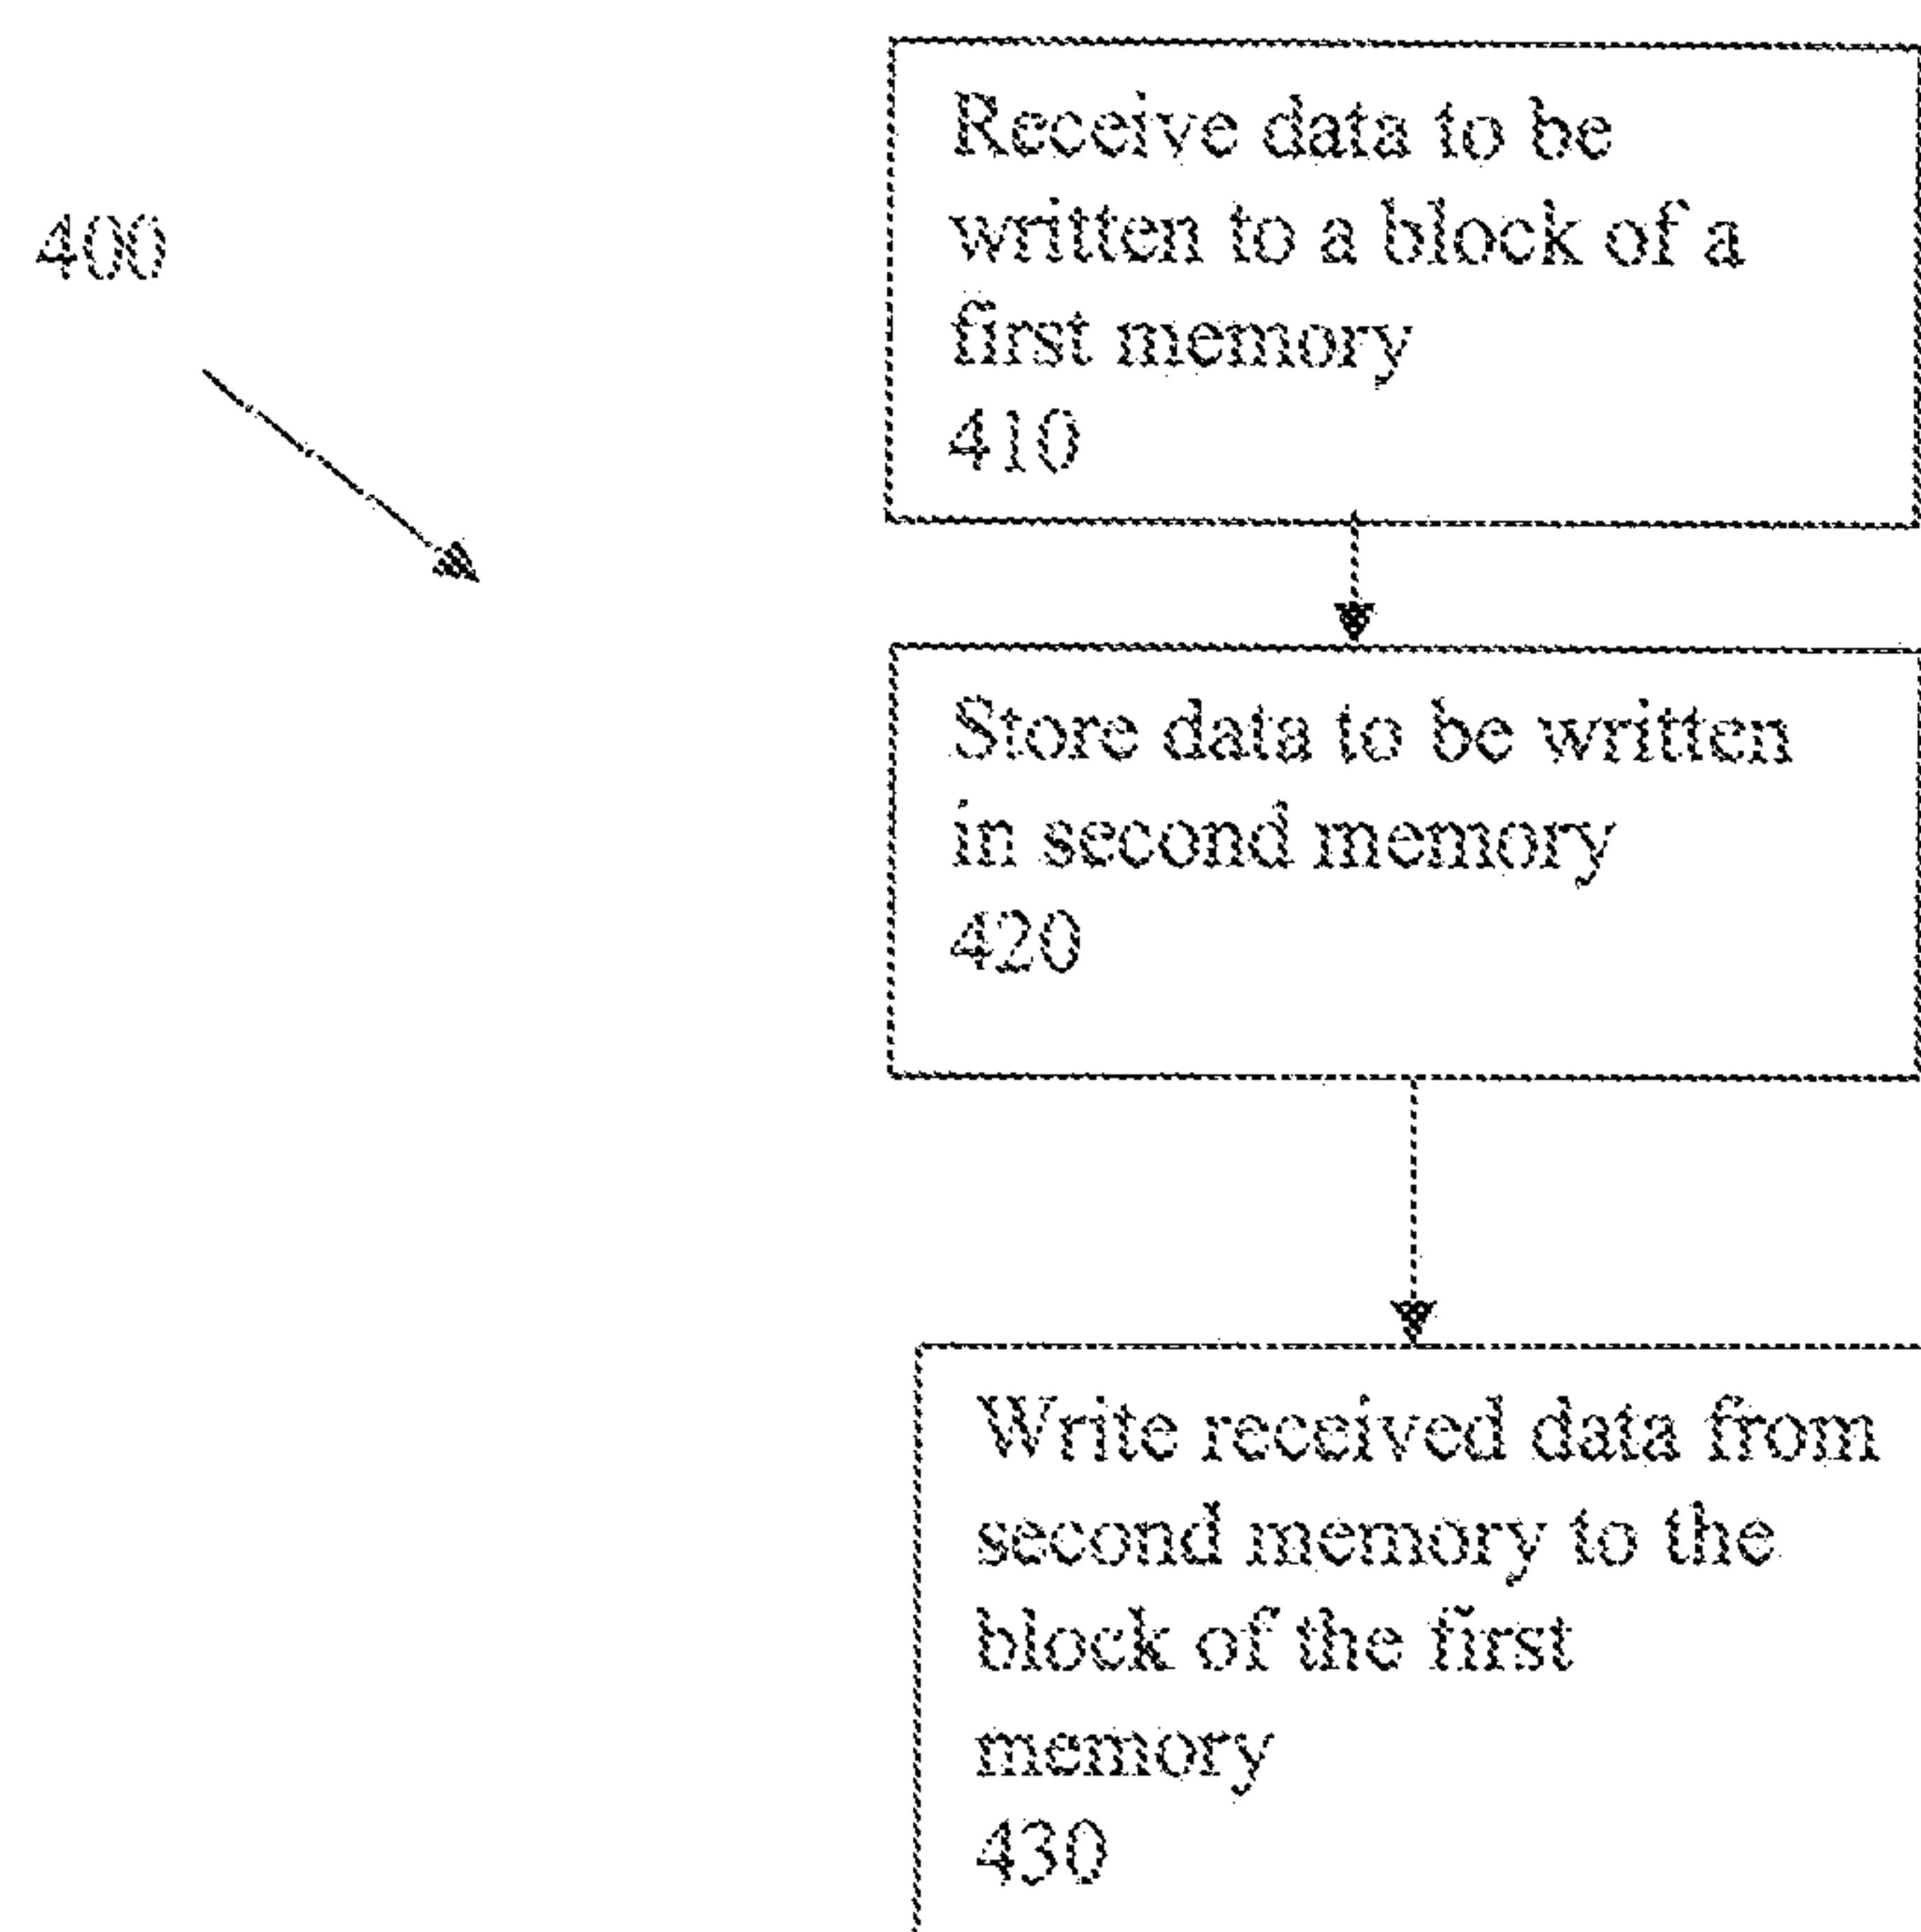 400
Receive data to be
written to a block of a
first memory
410
Store data to be written
in second memory
420
Write received data from
second memory to the
block of the first
memory
430